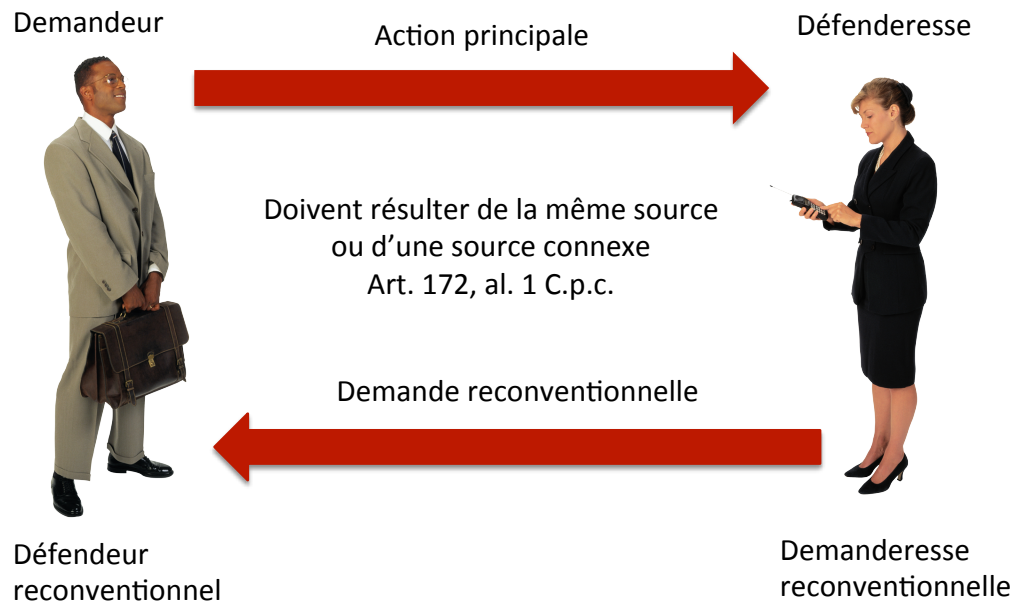 Demandeur
Action principale
Défenderesse
Doivent résulter de la même source
ou d’une source connexe
Art. 172, al. 1 C.p.c.
Demande reconventionnelle
Défendeur
reconventionnel
Demanderesse
reconventionnelle